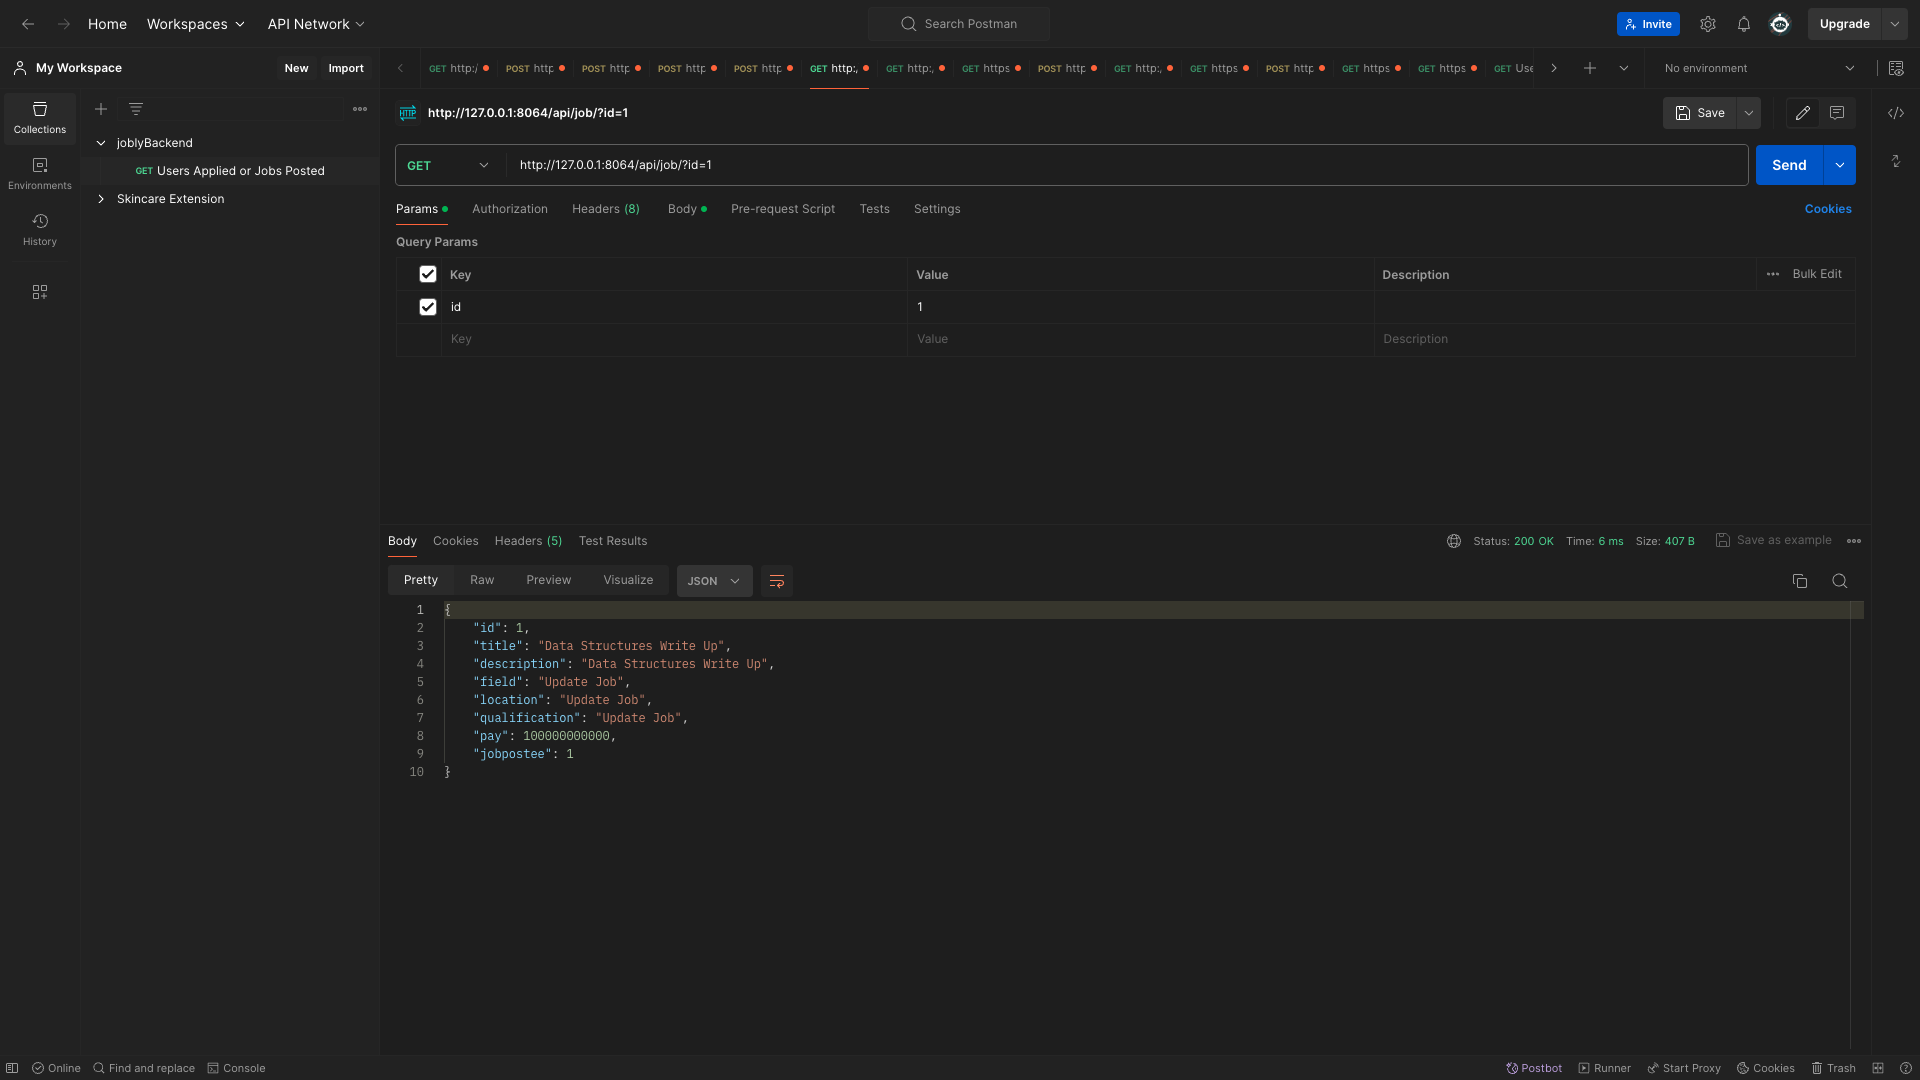 Home Workspaces API Network Search Postman Invite Upgrade
My Workspace New Import GET http:/ POST http POST http POST http POST http GET http:, GET http:, GET https POST http GET http:, GET https POST http GET https GET https GET Use No environment
Collections
Environments
History
joblyBackend
GET Users Applied or Jobs Posted
Skincare Extension
HTTP http://127.0.0.1:8064/api/job/?id=1 Save
GET http://127.0.0.1:8064/api/job/?id=1 Send
Params Authorization Headers (8) Body Pre-request Script Tests Settings Cookies
Query Params
Key Value Description Bulk Edit
id 1
Key Value Description
Body Cookies Headers (5) Test Results Status: 200 OK Time: 6 ms Size: 407 B Save as example
Pretty Raw Preview Visualize JSON
1 {
2 "id": 1,
3 "title": "Data Structures Write Up",
4 "description": "Data Structures Write Up",
5 "field": "Update Job",
6 "location": "Update Job",
7 "qualification": "Update Job",
8 "pay": 100000000000,
9 "jobpostee": 1
10 }
Online Find and replace Console Postbot Runner Start Proxy Cookies Trash